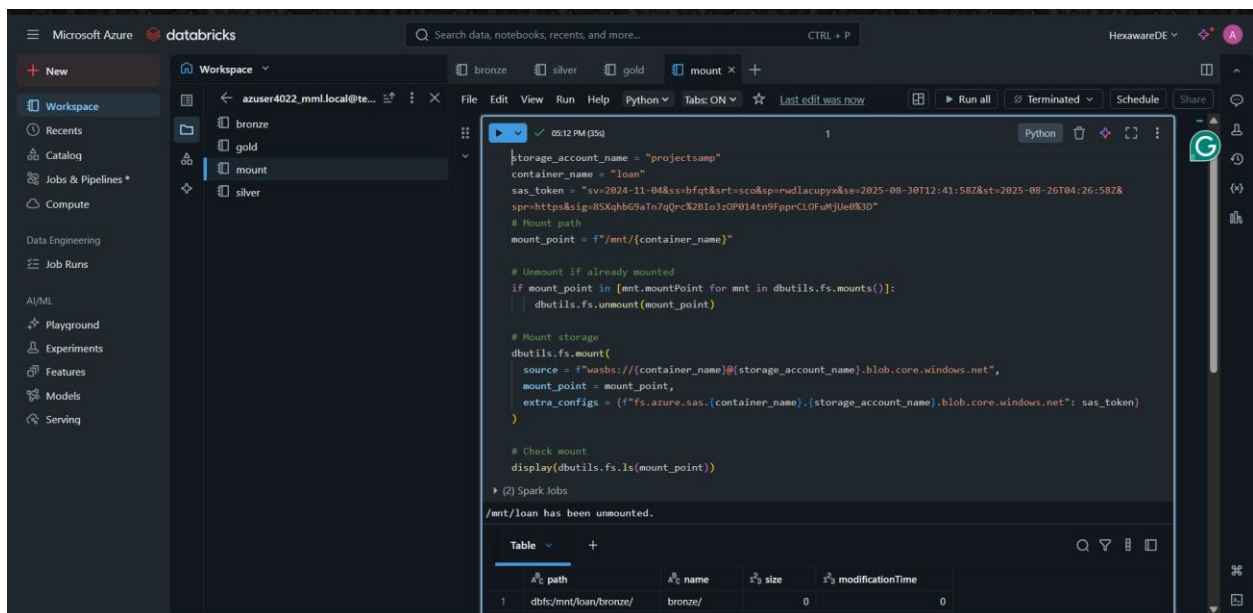 Microsoft Azure databricks
Search data, notebooks, recents, and more...
CTRL + P
HexawareDE
A
New
Workspace
Recents
Catalog
Jobs & Pipelines
Compute
Data Engineering
Job Runs
AI/ML
Playground
Experiments
Features
Models
Serving
Workspace
azuser4022_mml.local@te...
bronze
gold
mount
silver
bronze silver gold mount
File Edit View Run Help Python Tabs: ON Last edit was now Run all Terminated Schedule Share
05:12 PM (35s) 1 Python
G
storage_account_name = "projectsamp"
container_name = "loan"
sas_token = "sv=2024-11-04&ss=bfqt&srt=sco&sp=rwdlacupyx&se=2025-08-30T12:41:58Z&st=2025-08-26T04:26:58Z&
spr=https&sig=85XqhbG9aTn7qQrc%2BIo3zOP014tn9FpprCLOFuMjUe0%3D"
# Mount path
mount_point = f"/mnt/{container_name}"
# Unmount if already mounted
if mount_point in [mnt.mountPoint for mnt in dbutils.fs.mounts()]:
dbutils.fs.unmount(mount_point)
# Mount storage
dbutils.fs.mount(
source = f"wasbs://{container_name}@{storage_account_name}.blob.core.windows.net",
mount_point = mount_point,
extra_configs = {f"fs.azure.sas.{container_name}.{storage_account_name}.blob.core.windows.net": sas_token}
)
# Check mount
display(dbutils.fs.ls(mount_point))
(2) Spark Jobs
/mnt/loan has been unmounted.
Table
path name size modificationTime
1 dbfs:/mnt/loan/bronze/ bronze/ 0 0